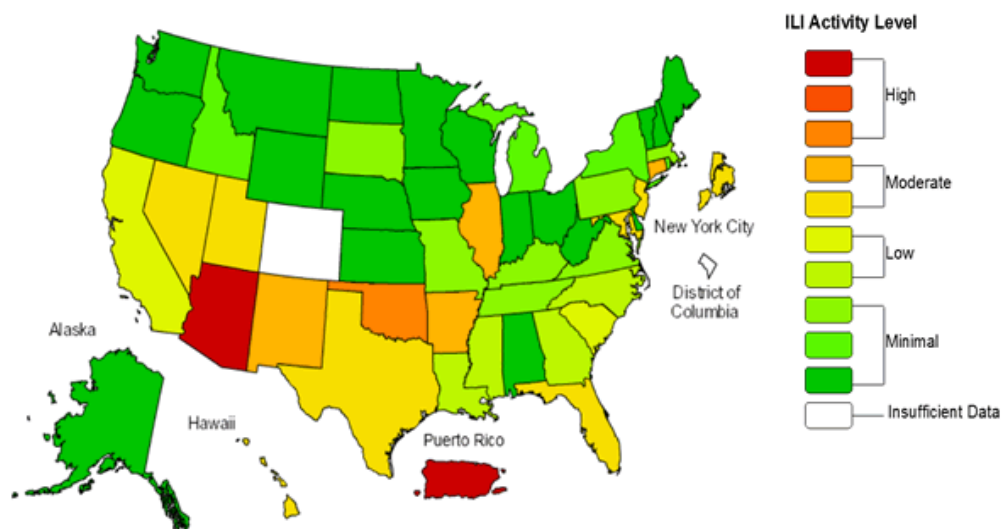 ILI Activity Level
High
Moderate
Low
Minimal
Insufficient Data
New York City
District of
Columbia
Alaska
Hawaii
Puerto Rico